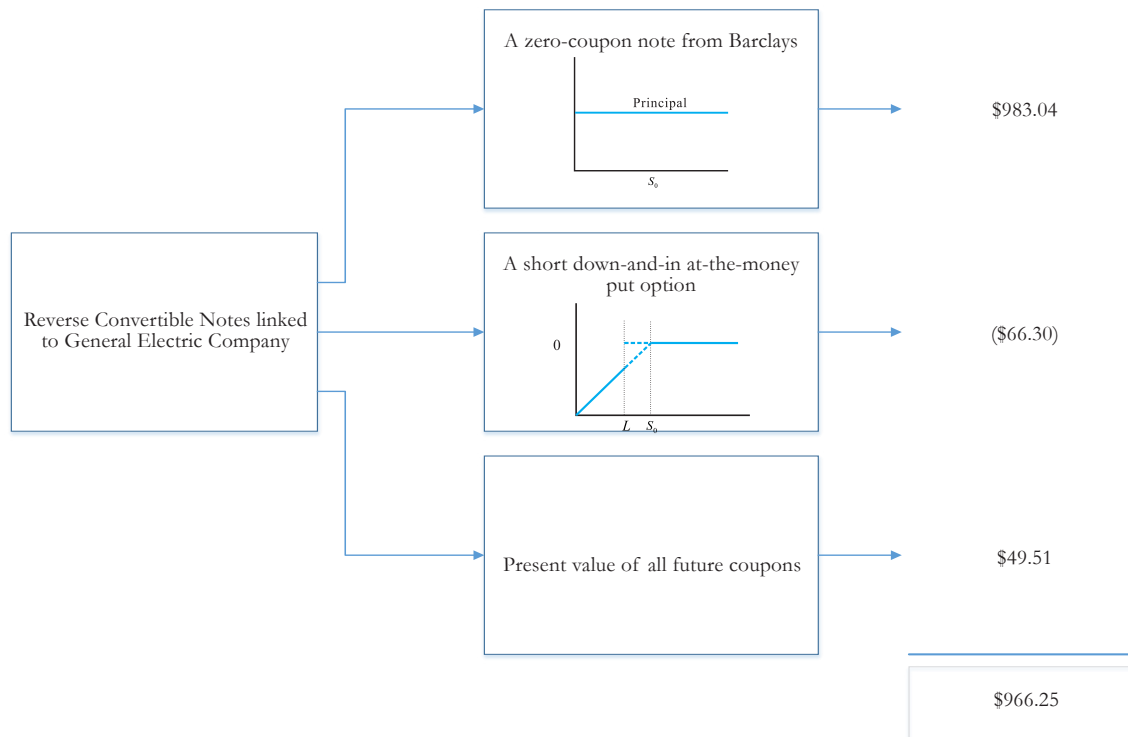 A zero-coupon note from Barclays
Principal
S₀
$983.04
Reverse Convertible Notes linked
to General Electric Company
A short down-and-in at-the-money
put option
0
L S₀
($66.30)
Present value of all future coupons
$49.51
$966.25